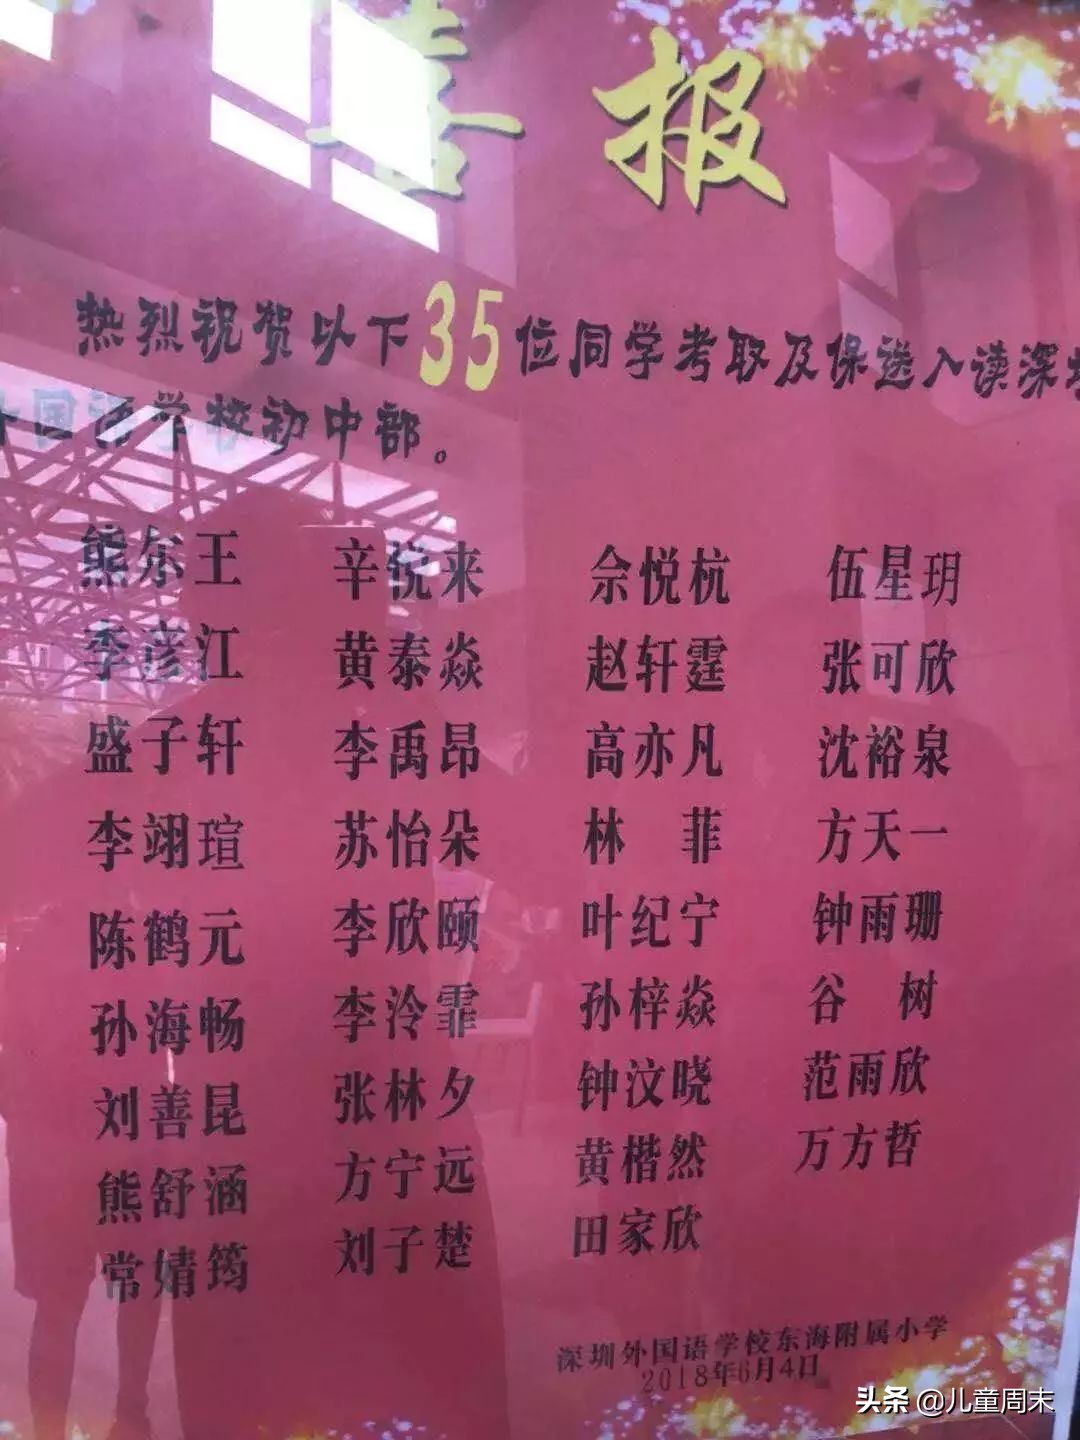 喜报
热烈祝贺以下35位同学考取及保送入读深圳
外国语学校初中部。
熊尔王 辛悦来 佘悦杭 伍星玥
李彦江 黄泰焱 赵轩霆 张可欣
盛子轩 李禹昂 高亦凡 沈裕泉
李翊瑄 苏怡朵 林 菲 方天一
陈鹤元 李欣颐 叶纪宁 钟雨珊
孙海畅 李泠霏 孙梓焱 谷 树
刘善昆 张林夕 钟汶晓 范雨欣
熊舒涵 方宁远 黄楷然 万方哲
常婧筠 刘子楚 田家欣
深圳外国语学校东海附属小学
2018年6月4日
头条 @儿童周末